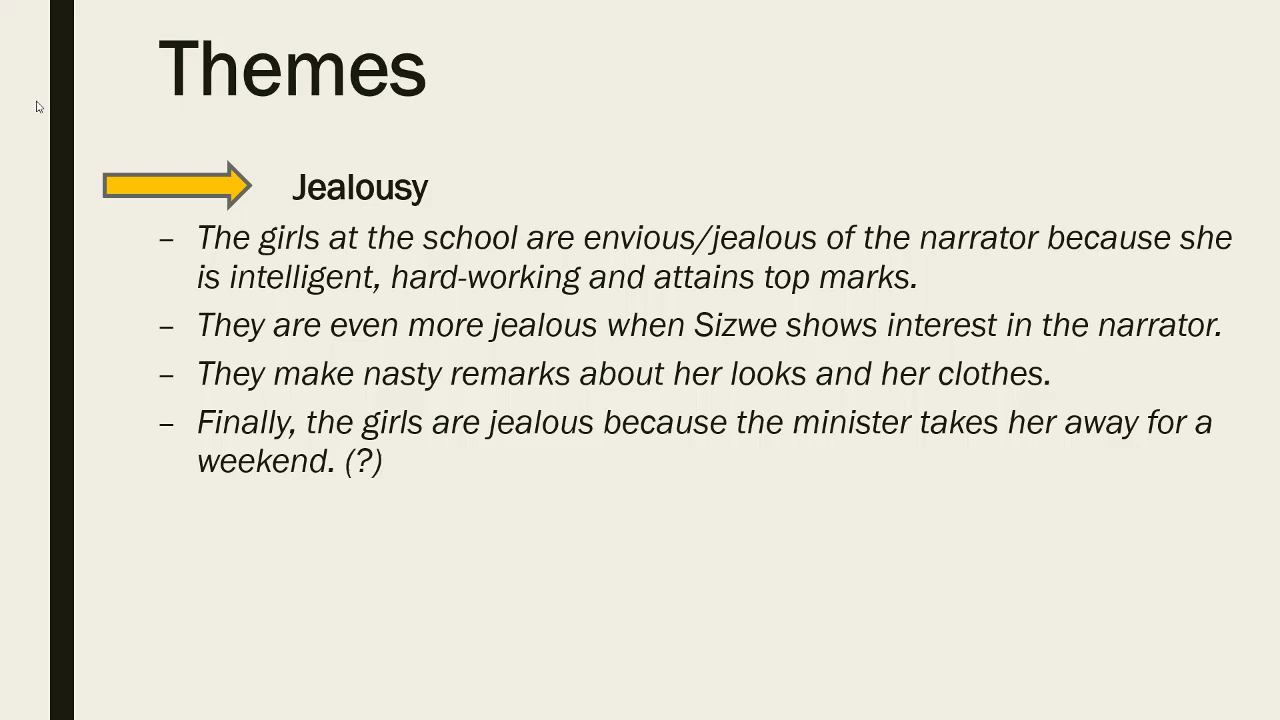 Themes
Jealousy
– The girls at the school are envious/jealous of the narrator because she
is intelligent, hard-working and attains top marks.
– They are even more jealous when Sizwe shows interest in the narrator.
– They make nasty remarks about her looks and her clothes.
– Finally, the girls are jealous because the minister takes her away for a
weekend. (?)